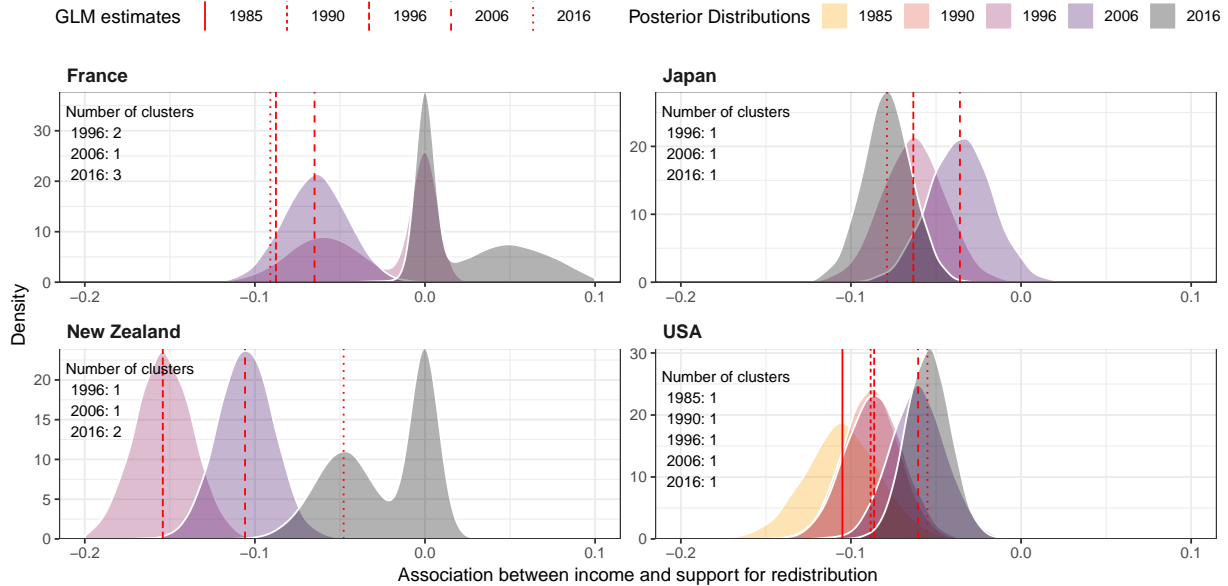 GLM estimates 1985 1990 1996 2006 2016 Posterior Distributions 1985 1990 1996 2006 2016
France
Number of clusters
1996: 2
2006: 1
2016: 3
30
20
10
0
−0.2 −0.1 0.0 0.1
Japan
Number of clusters
1996: 1
2006: 1
2016: 1
20
10
0
−0.2 −0.1 0.0 0.1
Density
New Zealand
Number of clusters
1996: 1
2006: 1
2016: 2
20
15
10
5
0
−0.2 −0.1 0.0 0.1
USA
Number of clusters
1985: 1
1990: 1
1996: 1
2006: 1
2016: 1
30
20
10
0
−0.2 −0.1 0.0 0.1
Association between income and support for redistribution